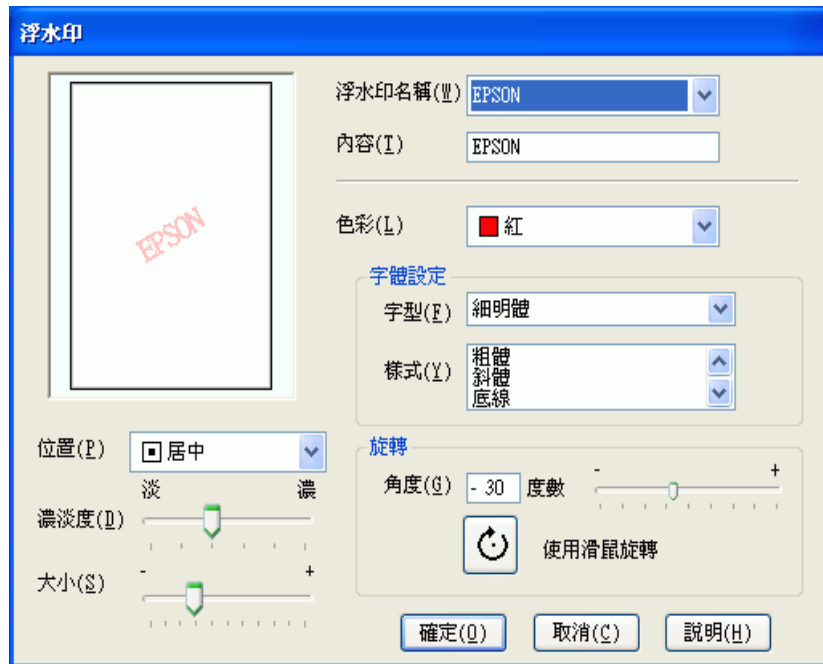 浮水印
浮水印名稱(W) EPSON
內容(T) EPSON
EPSON
色彩(L) 紅
字體設定
字型(F) 細明體
樣式(Y) 粗體
斜體
底線
位置(P) 居中
淡 濃
濃淡度(D)
大小(S) - +
旋轉
角度(G) - 30 度數 - +
使用滑鼠旋轉
確定(O) 取消(C) 說明(H)